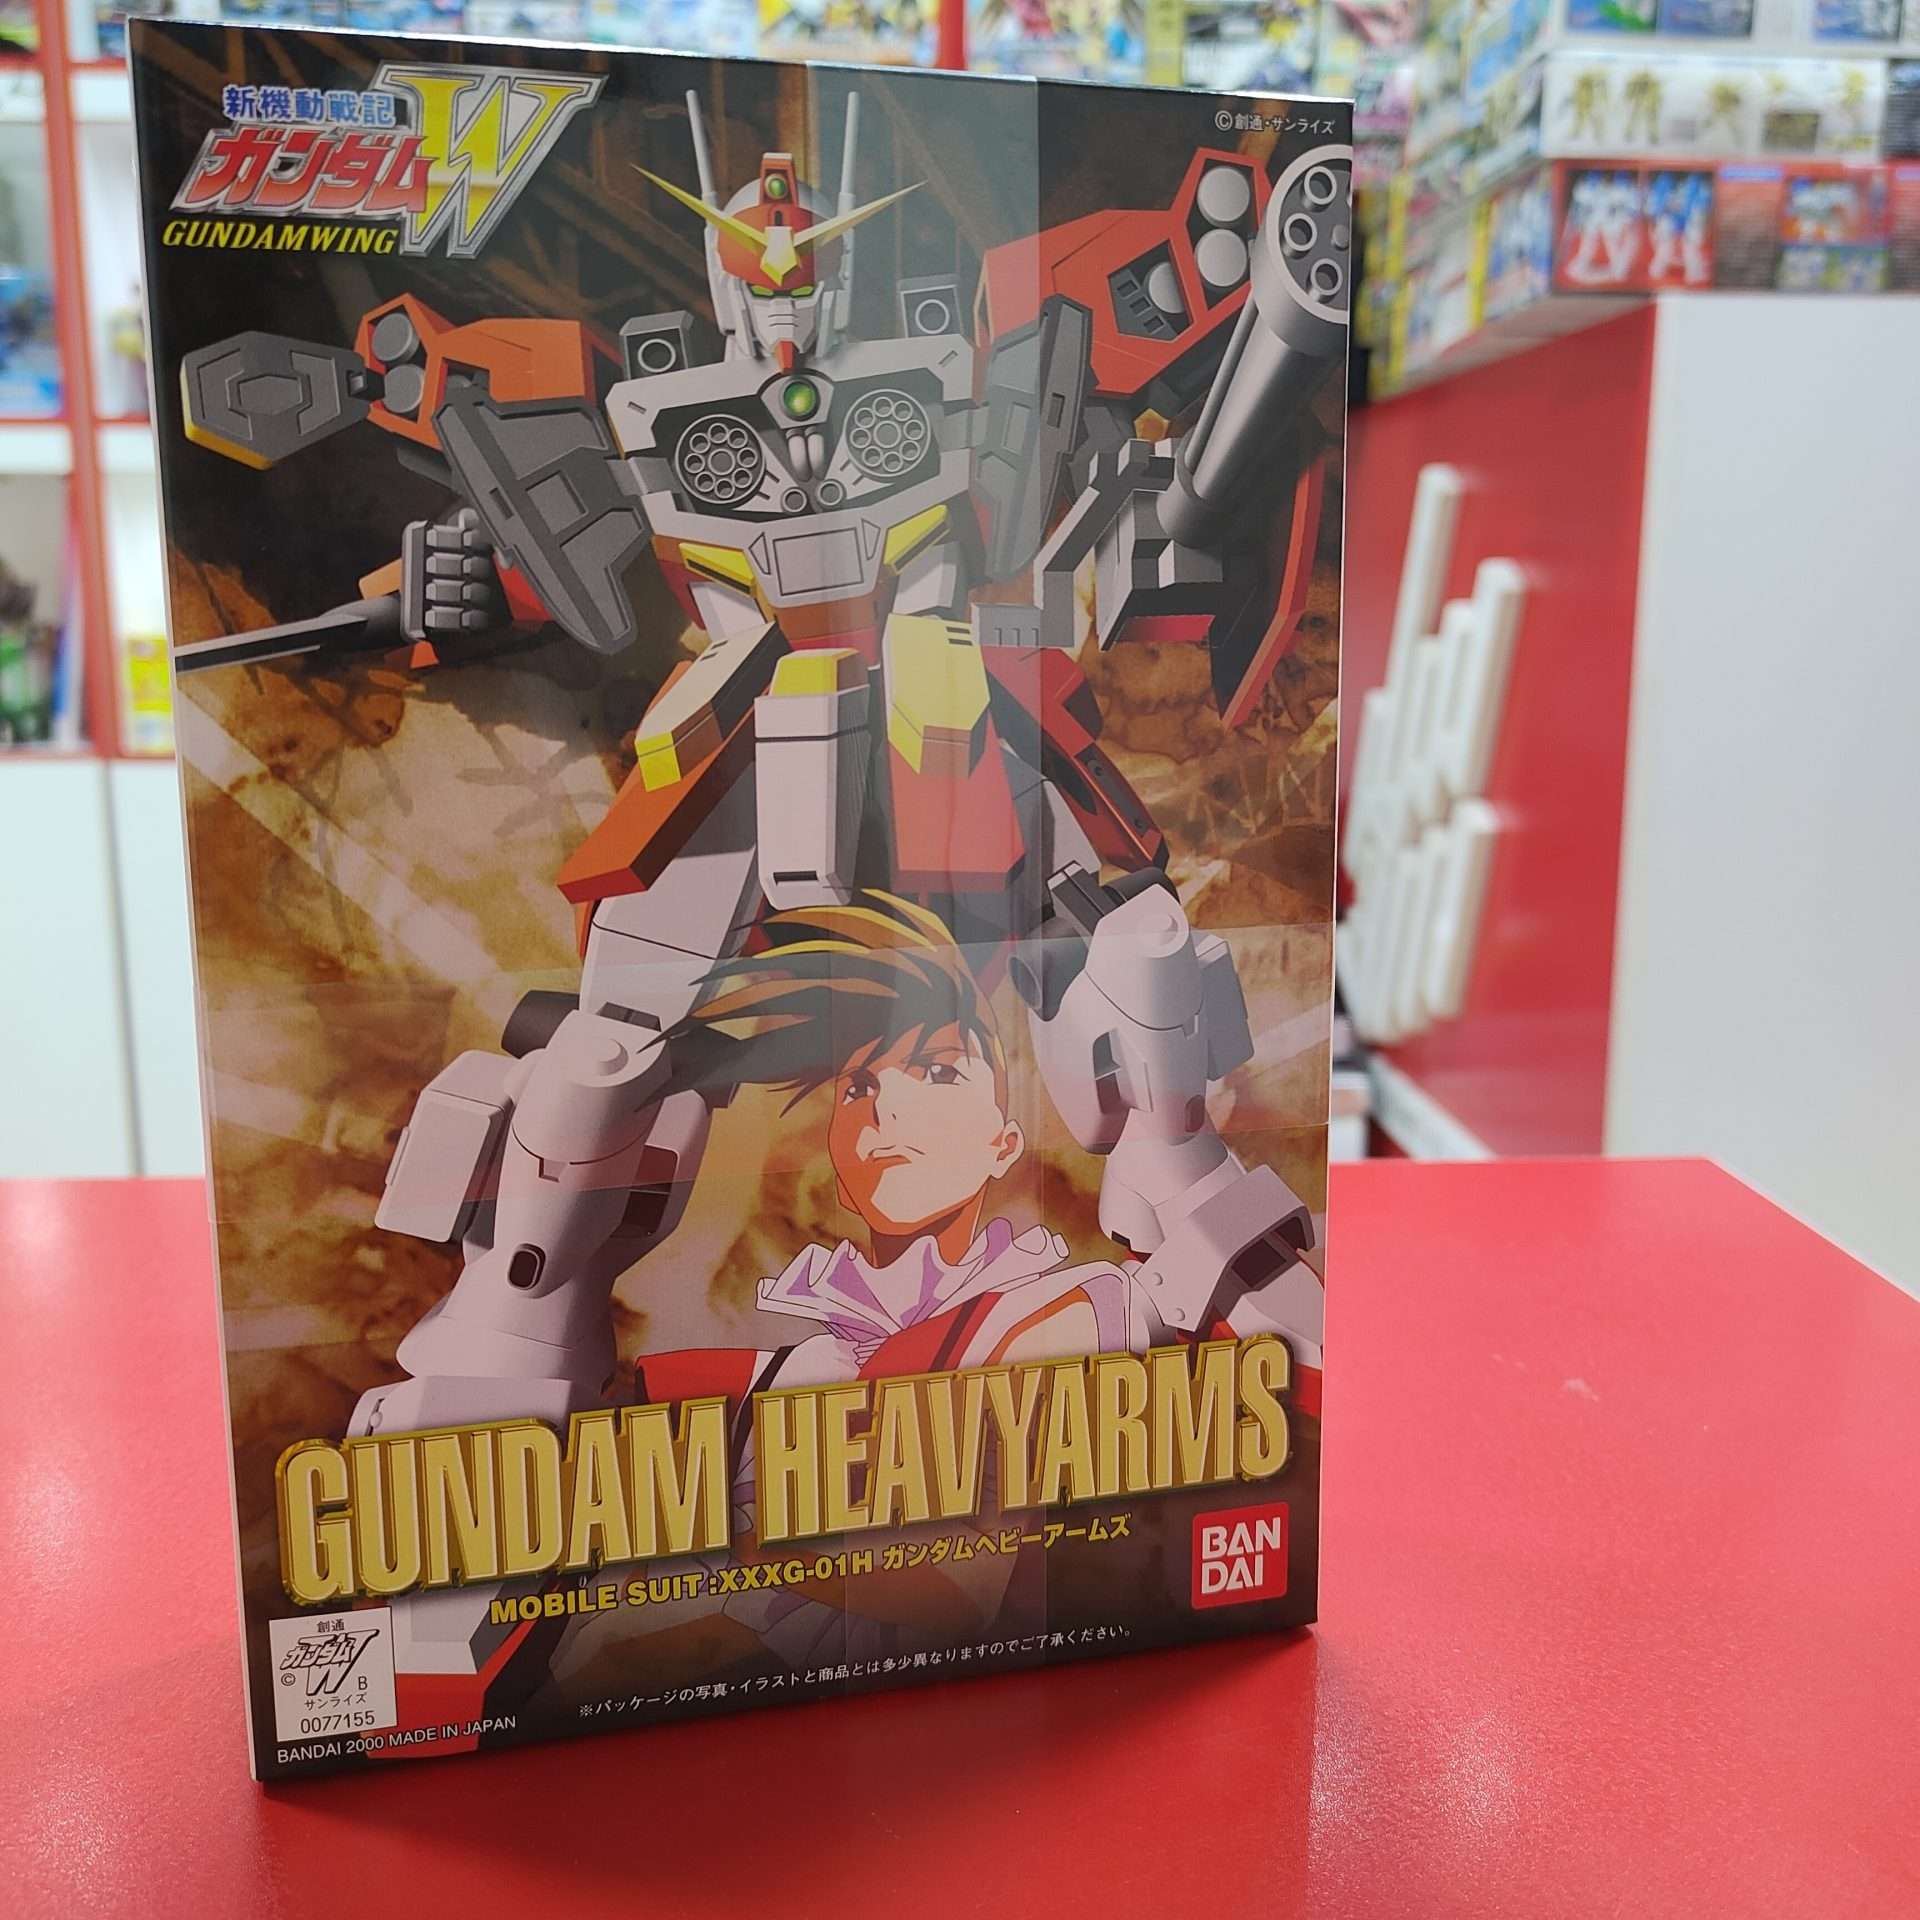 新機動戦記
ガンダムW
GUNDAMWING
©創通・サンライズ
GUNDAM HEAVYARMS
MOBILE SUIT:XXXG-01H ガンダムヘビーアームズ
BAN
DAI
※パッケージの写真・イラストと商品とは多少異なりますのでご了承ください。
創通
ガンダムW
© B
サンライズ
0077155
BANDAI 2000 MADE IN JAPAN